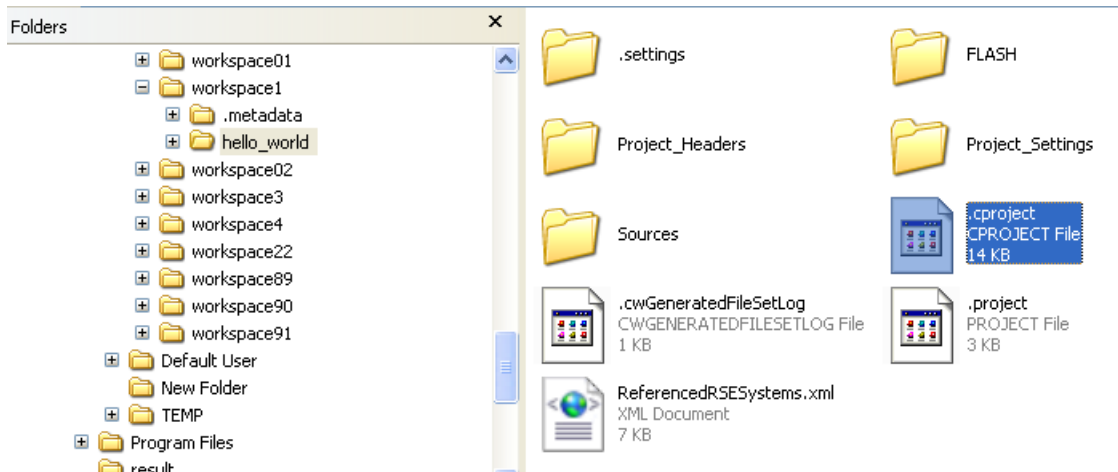 Folders
workspace01
workspace1
.metadata
hello_world
workspace02
workspace3
workspace4
workspace22
workspace89
workspace90
workspace91
Default User
New Folder
TEMP
Program Files
result
.settings
FLASH
Project_Headers
Project_Settings
Sources
.cproject
CPROJECT File
14 KB
.cwGeneratedFileSetLog
CWGENERATEDFILESETLOG File
1 KB
.project
PROJECT File
3 KB
ReferencedRSESystems.xml
XML Document
7 KB